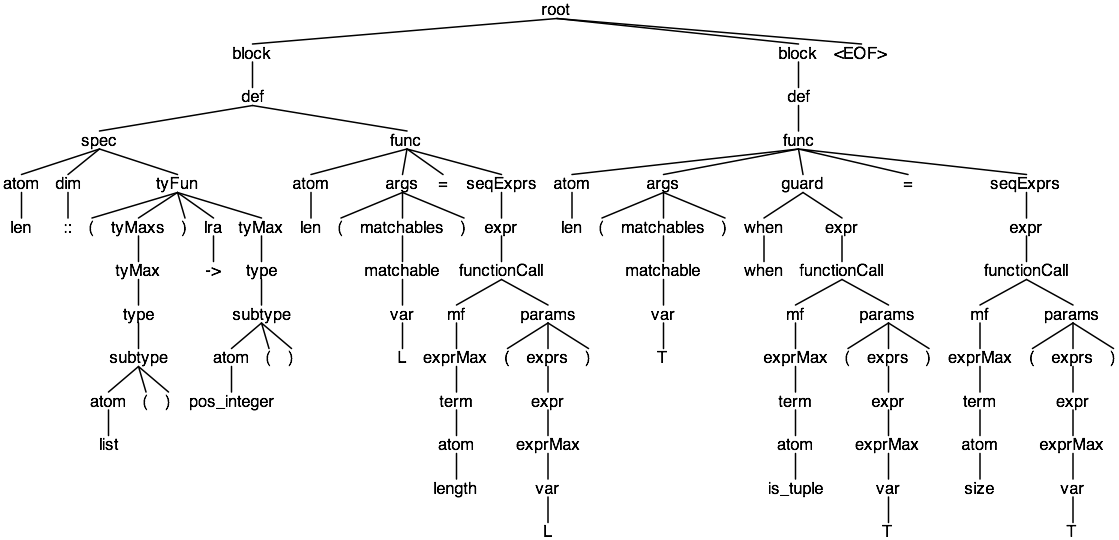 root
block block <EOF>
def def
spec func func
atom dim tyFun atom args = seqExprs atom args guard = seqExprs
len :: ( tyMaxs ) lra tyMax len ( matchables ) expr len ( matchables ) when expr expr
tyMax -> type matchable functionCall matchable when functionCall functionCall
type subtype var mf params var mf params mf params
subtype atom ( ) L exprMax ( exprs ) T exprMax ( exprs ) exprMax ( exprs )
atom ( ) pos_integer term expr term expr term expr
list atom exprMax atom exprMax atom exprMax
length var is_tuple var size var
L T T